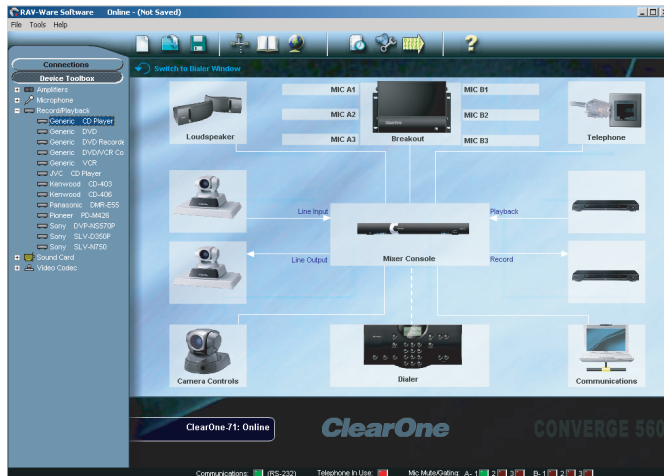 RAV-Ware Software Online - (Not Saved)
File Tools Help
Connections
Device Toolbox
Amplifiers
Microphone
Record/Playback
Generic CD Player
Generic DVD
Generic DVD Recorde
Generic DVD/VCR Co
Generic VCR
JVC CD Player
Kenwood CD-403
Kenwood CD-406
Panasonic DMR-E55
Pioneer PD-M426
Sony DVP-NS570P
Sony SLV-D350P
Sony SLV-N750
Sound Card
Video Codec
Switch to Dialer Window
Loudspeaker
MIC A1
MIC A2
MIC A3
Breakout
MIC B1
MIC B2
MIC B3
Telephone
Line Input
Playback
Mixer Console
Line Output
Record
Camera Controls
Dialer
Communications
ClearOne-71: Online
ClearOne
CONVERGE 560
Communications: (RS-232) Telephone In Use: Mic Mute/Gating: A- 1 2 3 B- 1 2 3